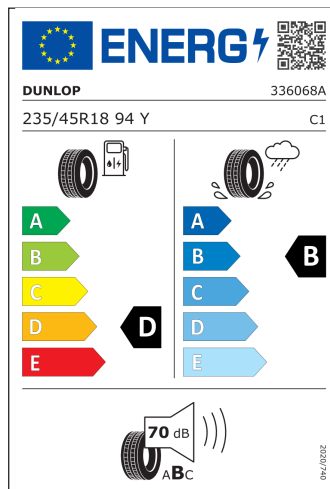 ENERG
DUNLOP 336068A
235/45R18 94 Y C1
A A
B B B
C C
D D D
E E
70 dB
ABC
2020/740